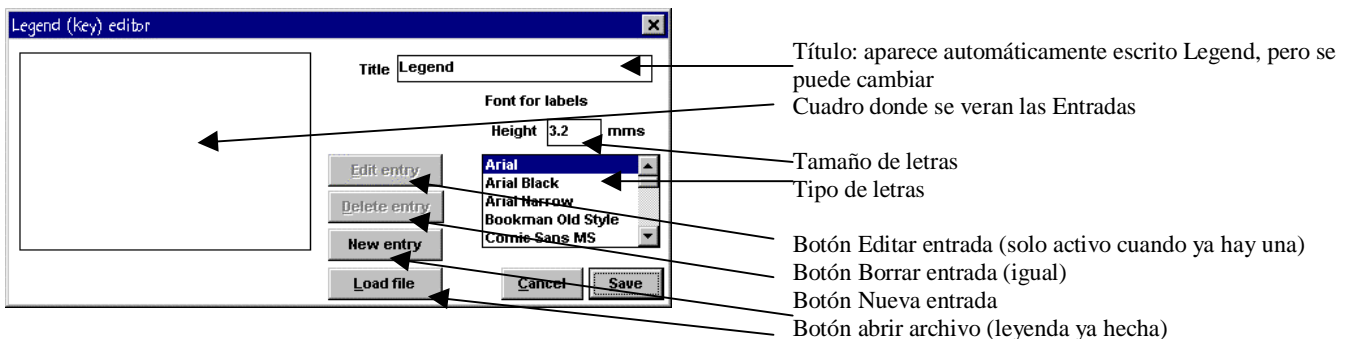 Legend (key) editor
Title Legend
Font for labels
Height 3.2 mms
Edit entry
Delete entry
New entry
Load file
Arial
Arial Black
Arial Narrow
Bookman Old Style
Comic Sans MS
Cancel Save
Título: aparece automáticamente escrito Legend, pero se
puede cambiar
Cuadro donde se veran las Entradas
Tamaño de letras
Tipo de letras
Botón Editar entrada (solo activo cuando ya hay una)
Botón Borrar entrada (igual)
Botón Nueva entrada
Botón abrir archivo (leyenda ya hecha)